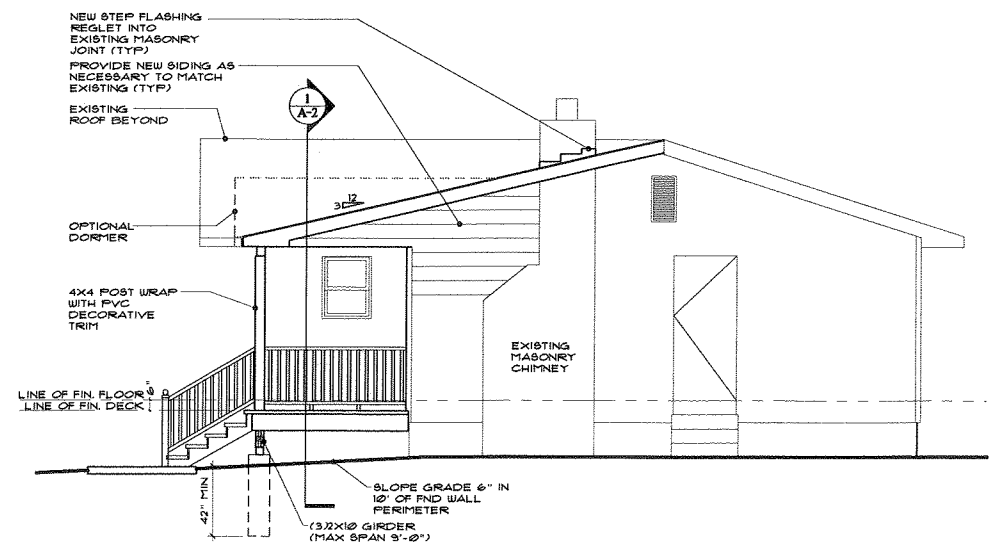 NEW STEP FLASHING
REGLET INTO
EXISTING MASONRY
JOINT (TYP)
PROVIDE NEW SIDING AS
NECESSARY TO MATCH
EXISTING (TYP)
EXISTING
ROOF BEYOND
1
A-2
12
3
OPTIONAL
DORMER
4X4 POST WRAP
WITH PVC
DECORATIVE
TRIM
EXISTING
MASONRY
CHIMNEY
LINE OF FIN. FLOOR
6"
LINE OF FIN. DECK
42" MIN
SLOPE GRADE 6" IN
10' OF FND WALL
PERIMETER
(3)2X10 GIRDER
(MAX SPAN 9'-0")